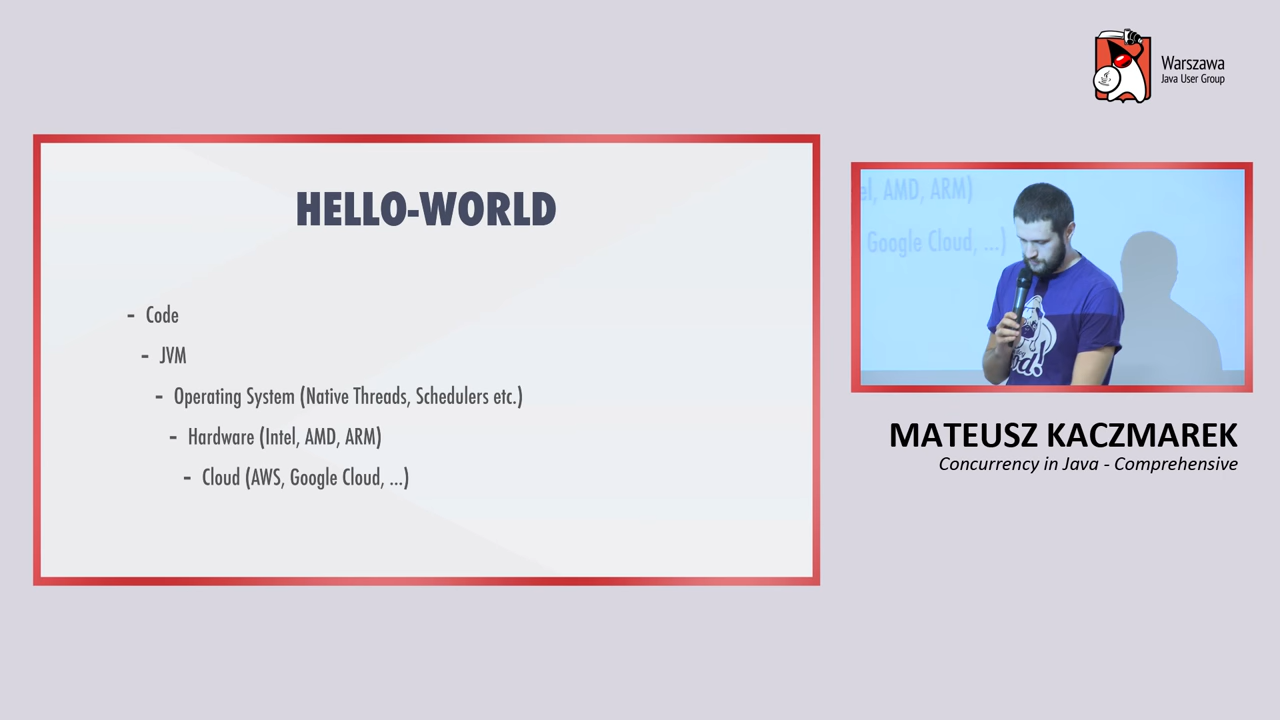 Warszawa
Java User Group
HELLO-WORLD
- Code
- JVM
- Operating System (Native Threads, Schedulers etc.)
- Hardware (Intel, AMD, ARM)
- Cloud (AWS, Google Cloud, ...)
el, AMD, ARM)
Google Cloud, ...)
od!
MATEUSZ KACZMAREK
Concurrency in Java - Comprehensive